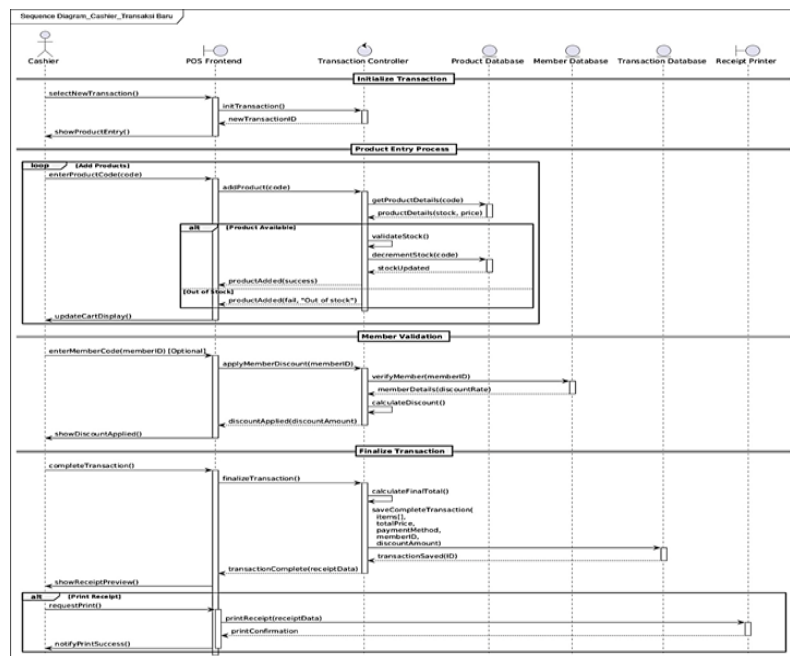 Sequence Diagram_Cashier_Transaksi Baru
Cashier
POS Frontend
Transaction Controller
Product Database
Member Database
Transaction Database
Receipt Printer
Initialize Transaction
selectNewTransaction()
initTransaction()
newTransactionID
showProductEntry()
Product Entry Process
loop [Add Products]
enterProductCode(code)
addProduct(code)
getProductDetails(code)
productDetails(stock, price)
alt [Product Available]
validateStock()
decrementStock(code)
stockUpdated
productAdded(success)
[Out of Stock]
productAdded(fail, "Out of stock")
updateCartDisplay()
Member Validation
enterMemberCode(memberID) [Optional]
applyMemberDiscount(memberID)
verifyMember(memberID)
memberDetails(discountRate)
calculateDiscount()
discountApplied(discountAmount)
showDiscountApplied()
Finalize Transaction
completeTransaction()
finalizeTransaction()
calculateFinalTotal()
saveCompleteTransaction(
items[],
totalPrice,
paymentMethod,
memberID,
discountAmount)
transactionSaved(ID)
transactionComplete(receiptData)
showReceiptPreview()
alt [Print Receipt]
requestPrint()
printReceipt(receiptData)
printConfirmation
notifyPrintSuccess()